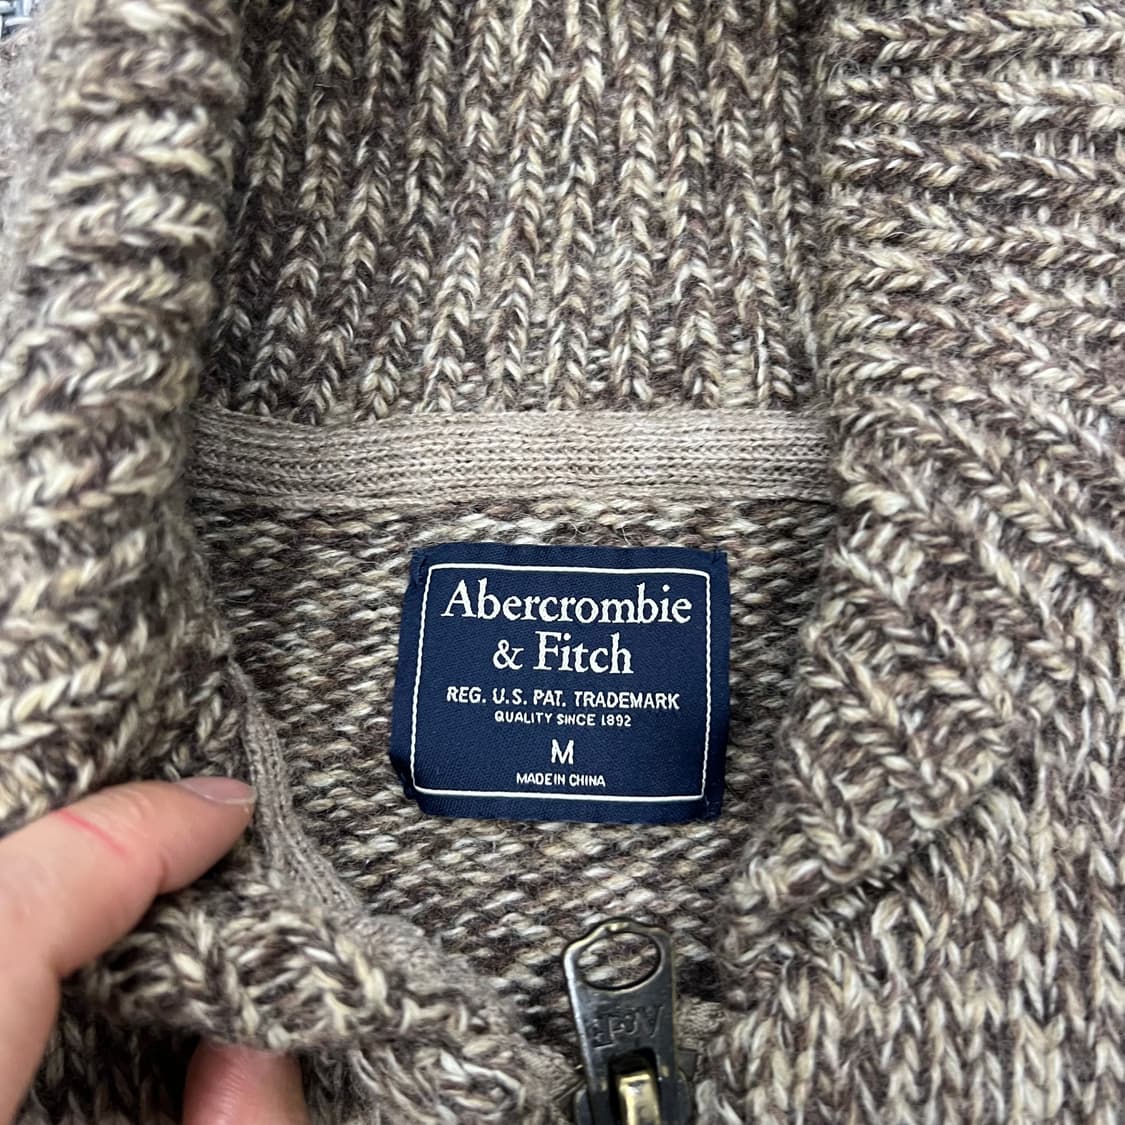 Abercrombie
& Fitch
REG. U.S. PAT. TRADEMARK
QUALITY SINCE 1892
M
MADE IN CHINA
A&F